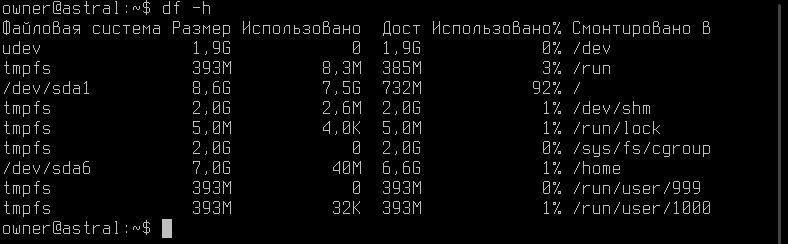 owner@astral:~$ df -h
Файловая система Размер Использовано Дост Использовано% Смонтировано в
udev 1,9G 0 1,9G 0% /dev
tmpfs 393M 8,3M 385M 3% /run
/dev/sda1 8,6G 7,5G 732M 92% /
tmpfs 2,0G 2,6M 2,0G 1% /dev/shm
tmpfs 5,0M 4,0K 5,0M 1% /run/lock
tmpfs 2,0G 0 2,0G 0% /sys/fs/cgroup
/dev/sda6 7,0G 40M 6,6G 1% /home
tmpfs 393M 0 393M 0% /run/user/999
tmpfs 393M 32K 393M 1% /run/user/1000
owner@astral:~$